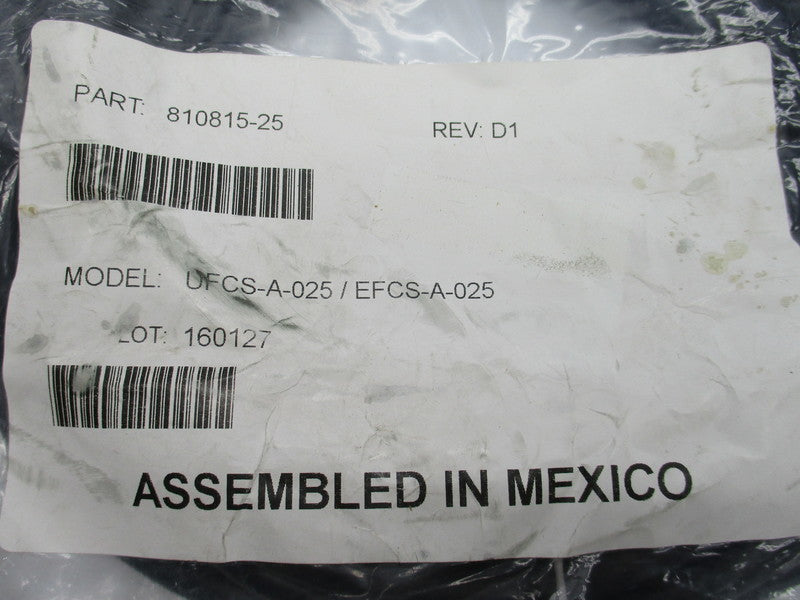 PART: 810815-25
REV: D1
MODEL: UFCS-A-025 / EFCS-A-025
LOT: 160127
ASSEMBLED IN MEXICO